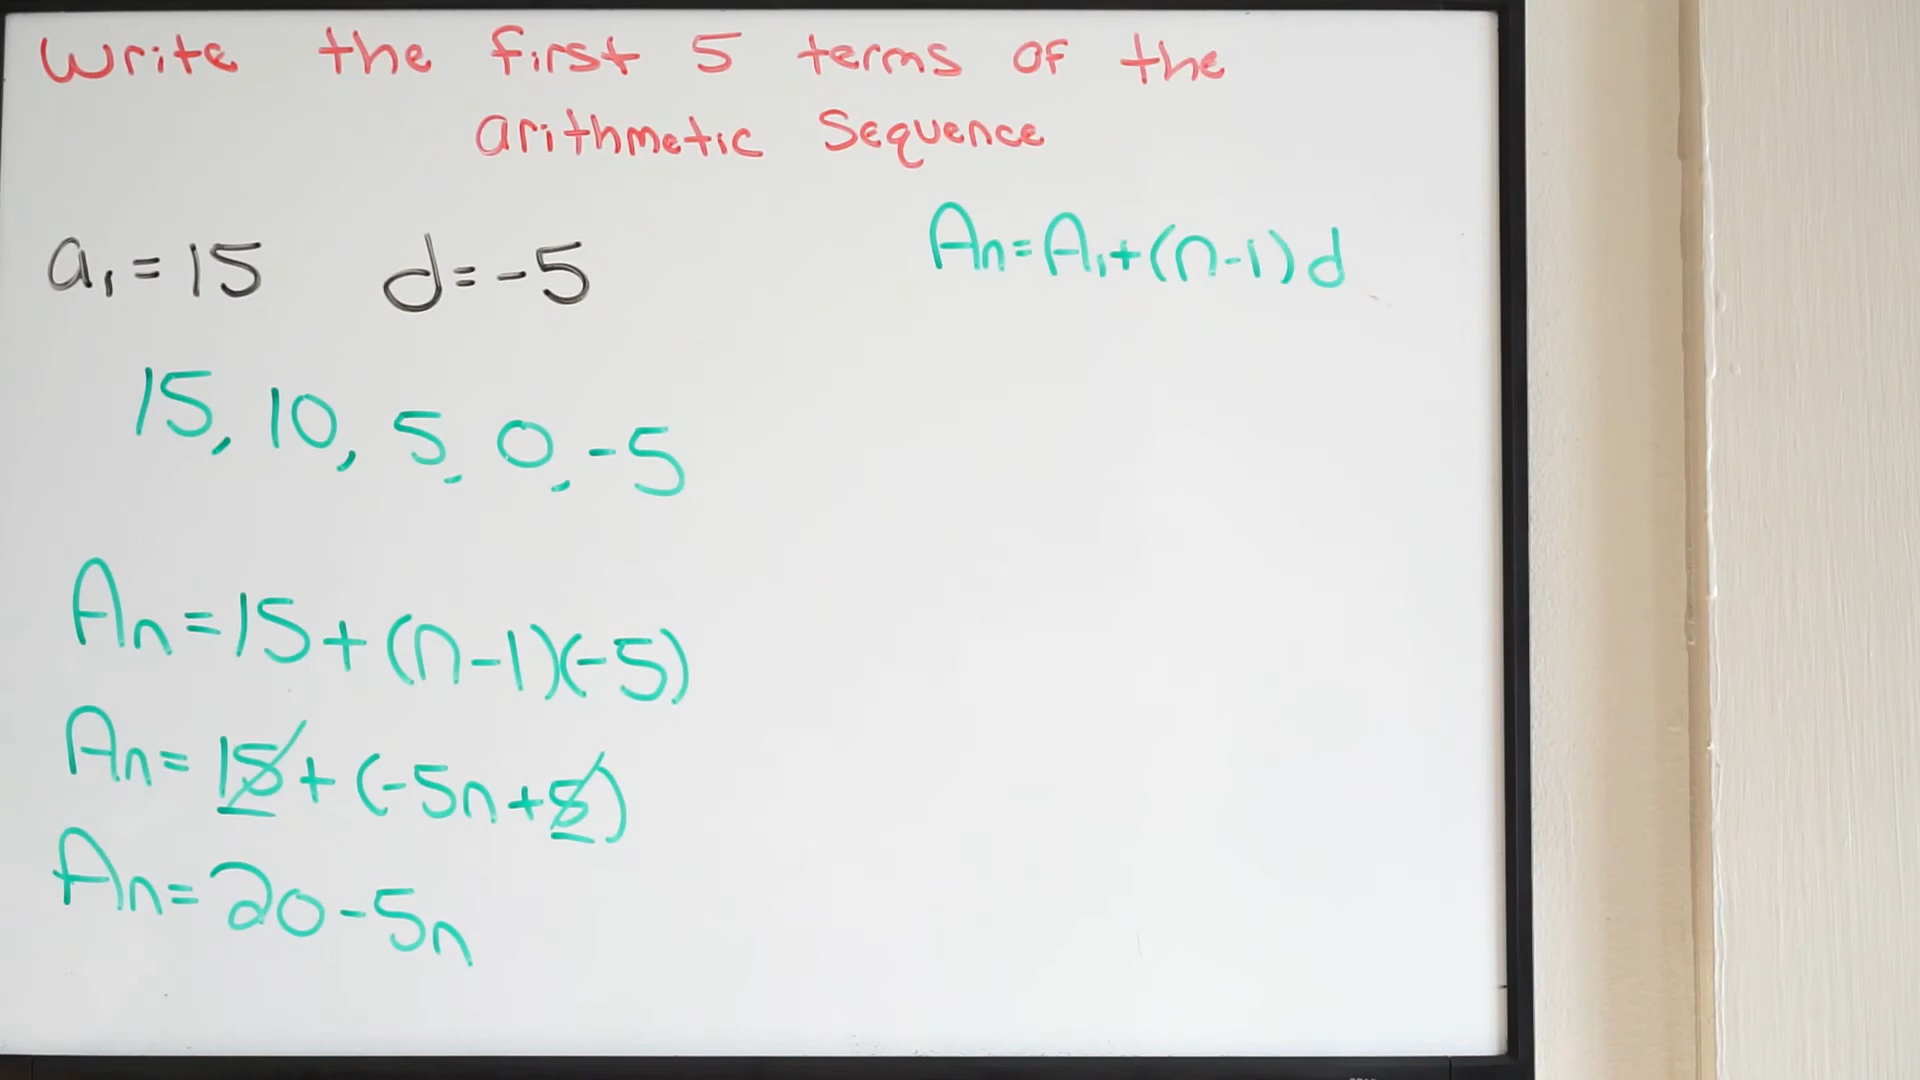 Write the first 5 terms of the
arithmetic Sequence
a₁ = 15 d = -5
An = A₁ + (n-1) d
15, 10, 5, 0, -5
An = 15 + (n-1)(-5)
An = 15 + (-5n + 5)
An = 20 - 5n